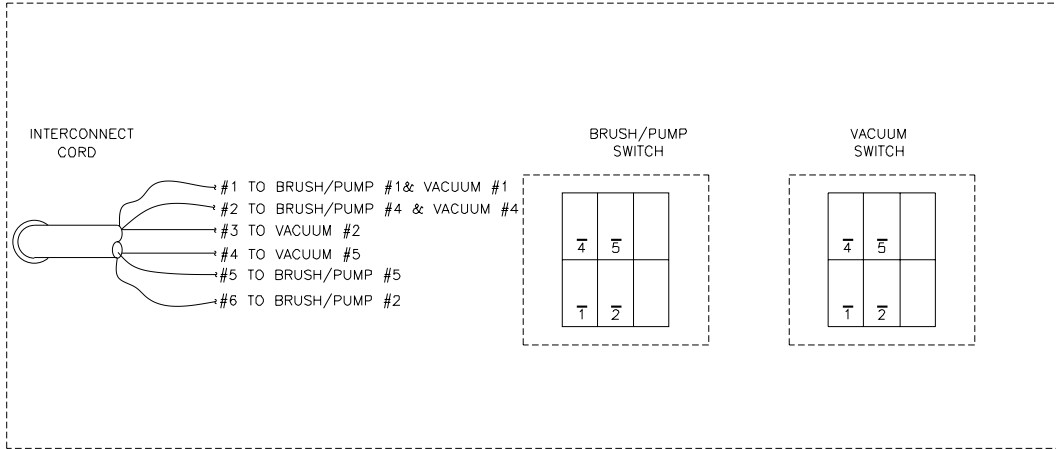 INTERCONNECT
CORD
BRUSH/PUMP
SWITCH
VACUUM
SWITCH
#1 TO BRUSH/PUMP #1& VACUUM #1
#2 TO BRUSH/PUMP #4 & VACUUM #4
#3 TO VACUUM #2
#4 TO VACUUM #5
#5 TO BRUSH/PUMP #5
#6 TO BRUSH/PUMP #2
4 5
1 2
4 5
1 2